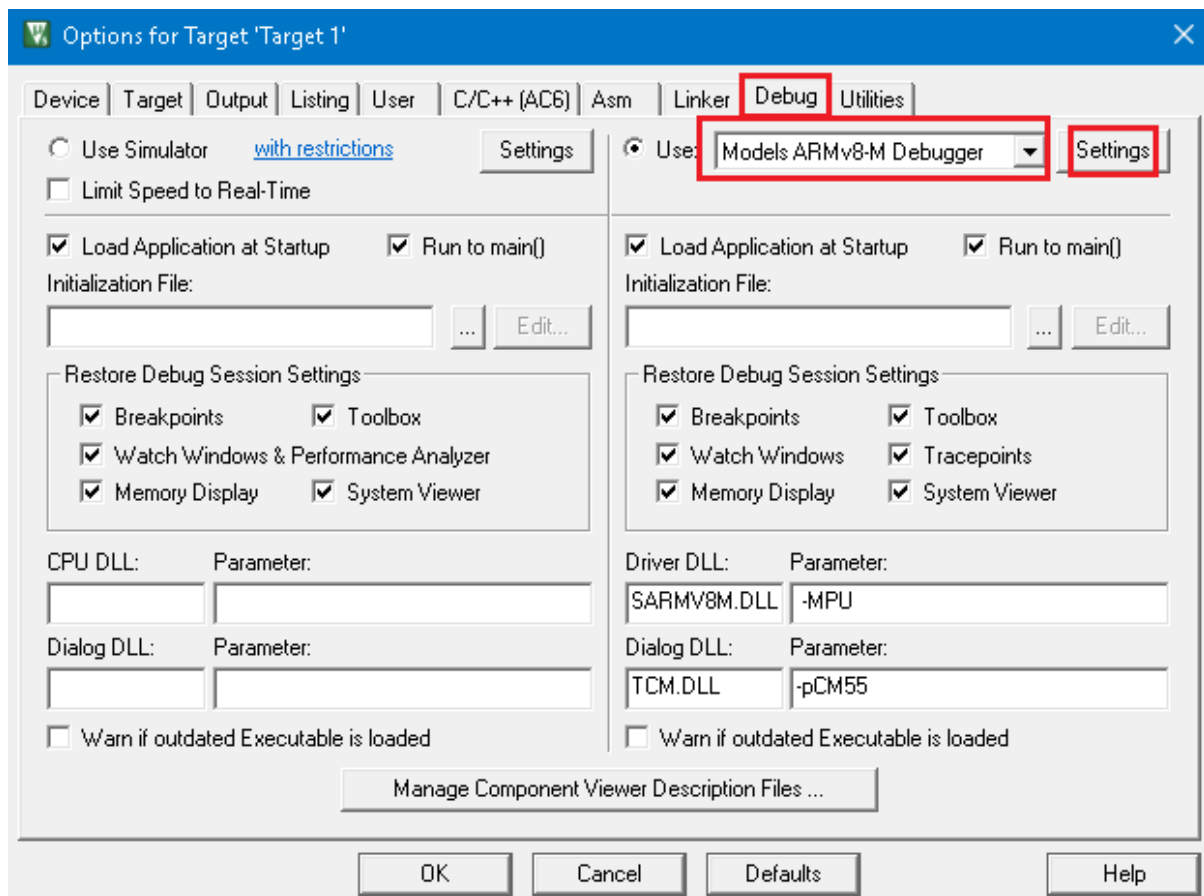 Options for Target 'Target 1'
Device Target Output Listing User C/C++ (AC6) Asm Linker Debug Utilities
Use Simulator with restrictions Settings
Limit Speed to Real-Time
Load Application at Startup Run to main()
Initialization File:
... Edit...
Restore Debug Session Settings
Breakpoints Toolbox
Watch Windows & Performance Analyzer
Memory Display System Viewer
CPU DLL: Parameter:
Dialog DLL: Parameter:
Warn if outdated Executable is loaded
Use: Models ARMv8-M Debugger Settings
Load Application at Startup Run to main()
Initialization File:
... Edit...
Restore Debug Session Settings
Breakpoints Toolbox
Watch Windows Tracepoints
Memory Display System Viewer
Driver DLL: Parameter:
SARMV8M.DLL -MPU
Dialog DLL: Parameter:
TCM.DLL -pCM55
Warn if outdated Executable is loaded
Manage Component Viewer Description Files ...
OK Cancel Defaults Help